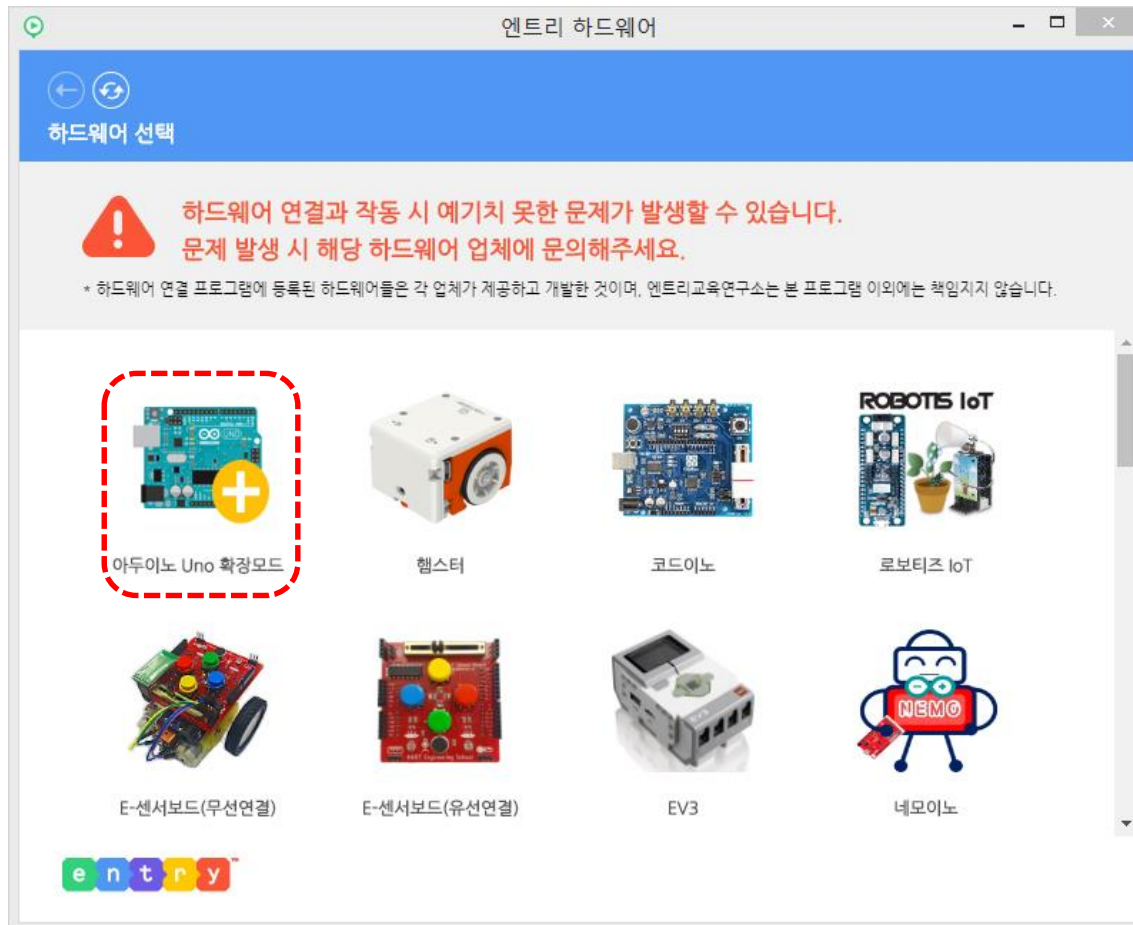 엔트리 하드웨어
하드웨어 선택
하드웨어 연결과 작동 시 예기치 못한 문제가 발생할 수 있습니다.
문제 발생 시 해당 하드웨어 업체에 문의해주세요.
* 하드웨어 연결 프로그램에 등록된 하드웨어들은 각 업체가 제공하고 개발한 것이며, 엔트리교육연구소는 본 프로그램 이외에는 책임지지 않습니다.
UNO
ROBOTIS IoT
아두이노 Uno 확장모드
햄스터
코드이노
로보티즈 IoT
EV3
NEMO
E-센서보드(무선연결)
E-센서보드(유선연결)
EV3
네모이노
entry